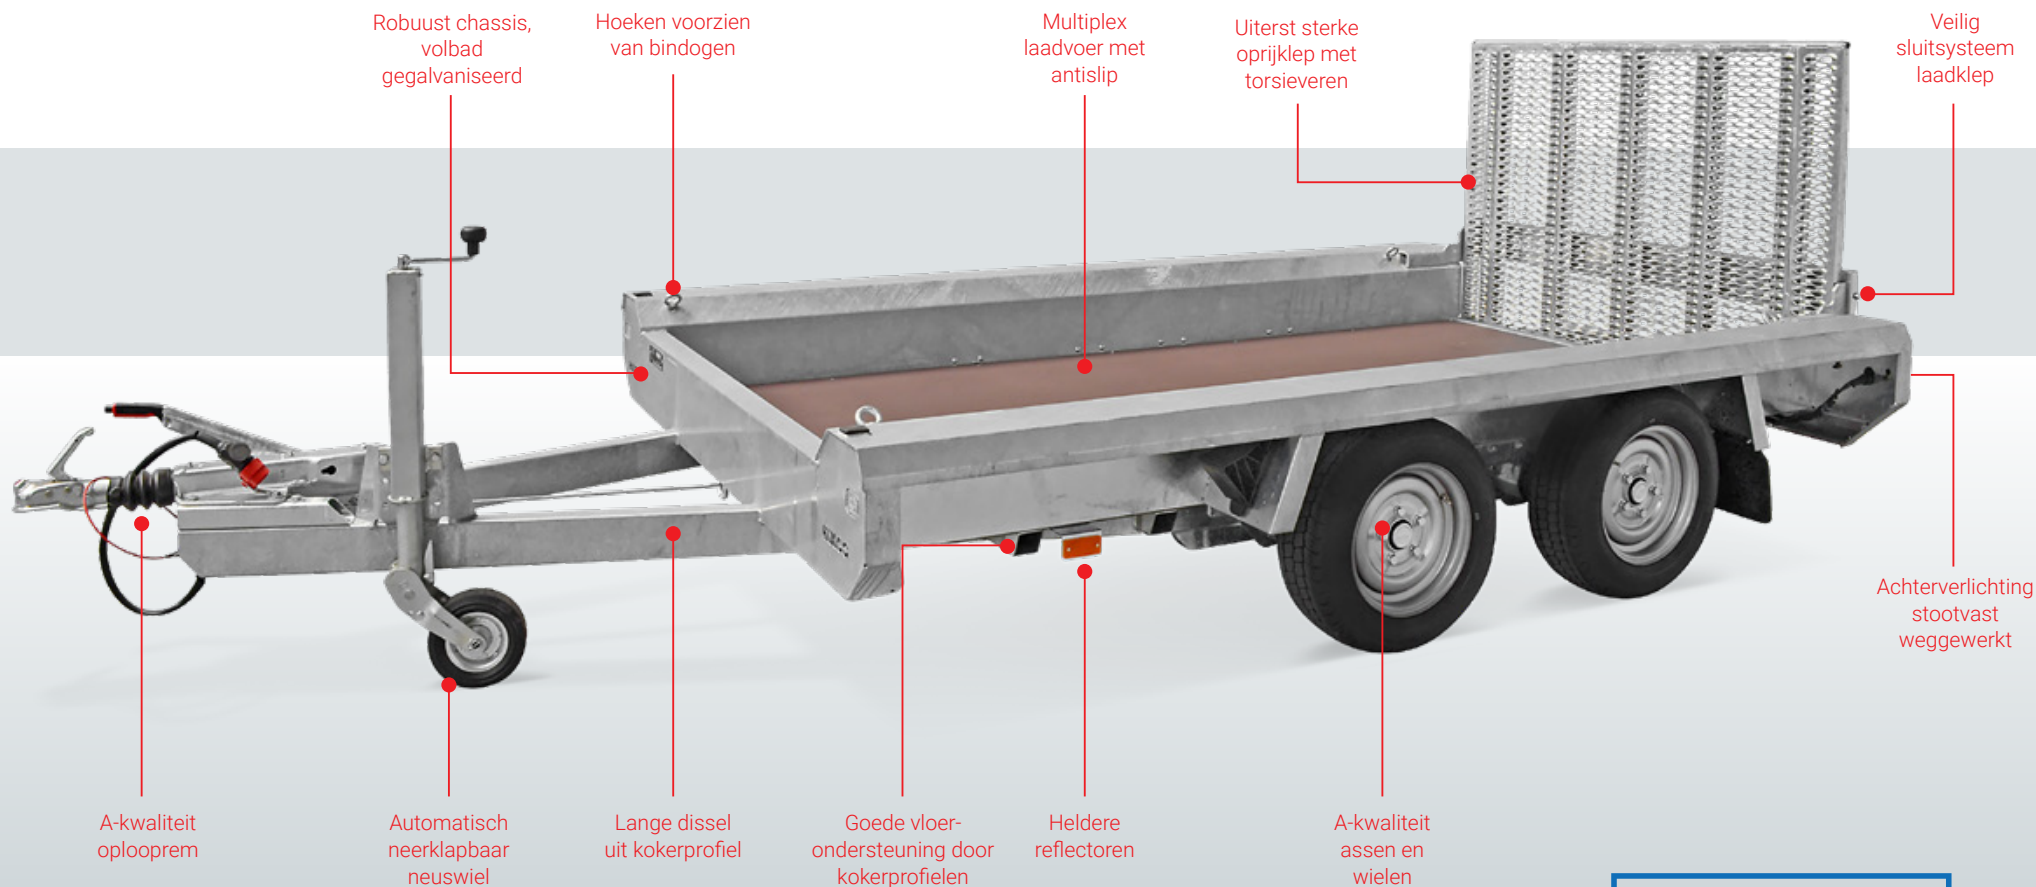 Robuust chassis,
volbad
gegalvaniseerd
Hoeken voorzien
van bindogen
Multiplex
laadvoer met
antislip
Uiterst sterke
oprijklep met
torsieveren
Veilig
sluitsysteem
laadklep
Achterverlichting
stootvast
weggewerkt
A-kwaliteit
oplooprem
Automatisch
neerklapbaar
neuswiel
Lange dissel
uit kokerprofiel
Goede vloer-
ondersteuning door
kokerprofielen
Heldere
reflectoren
A-kwaliteit
assen en
wielen